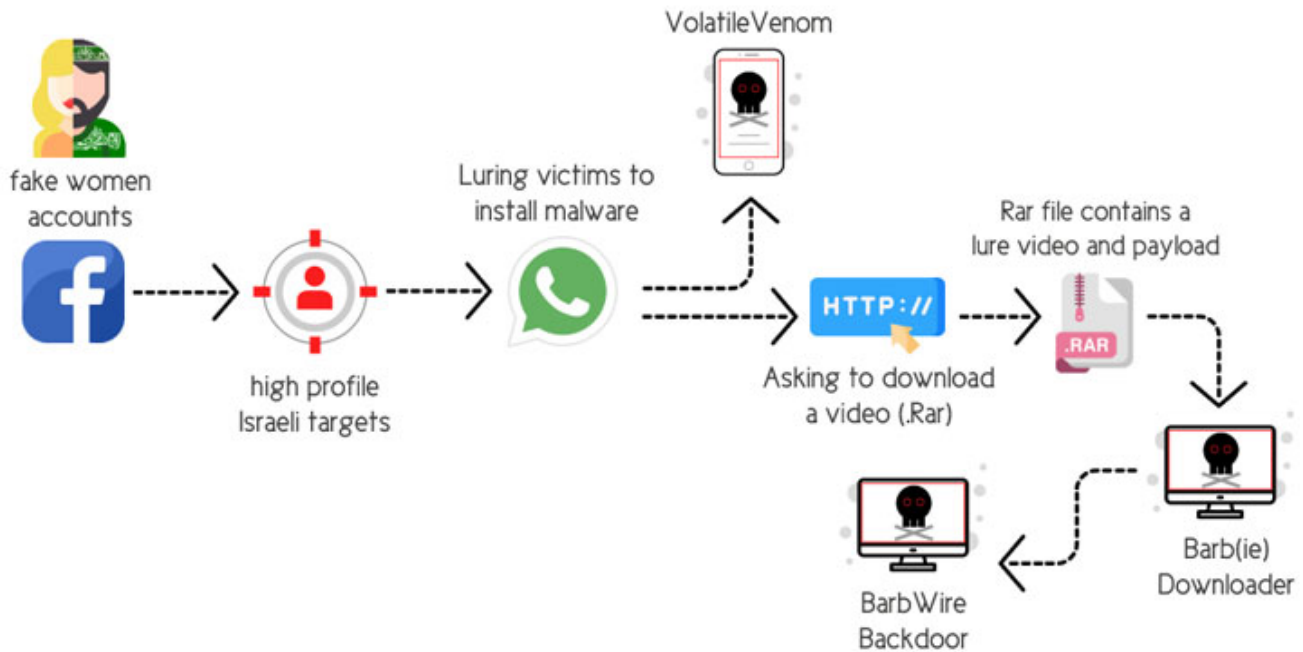 VolatileVenom
fake women
accounts
f
Luring victims to
install malware
Rar file contains a
lure video and payload
HTTP://
.RAR
high profile
Israeli targets
Asking to download
a video (.Rar)
Barb(ie)
Downloader
BarbWire
Backdoor